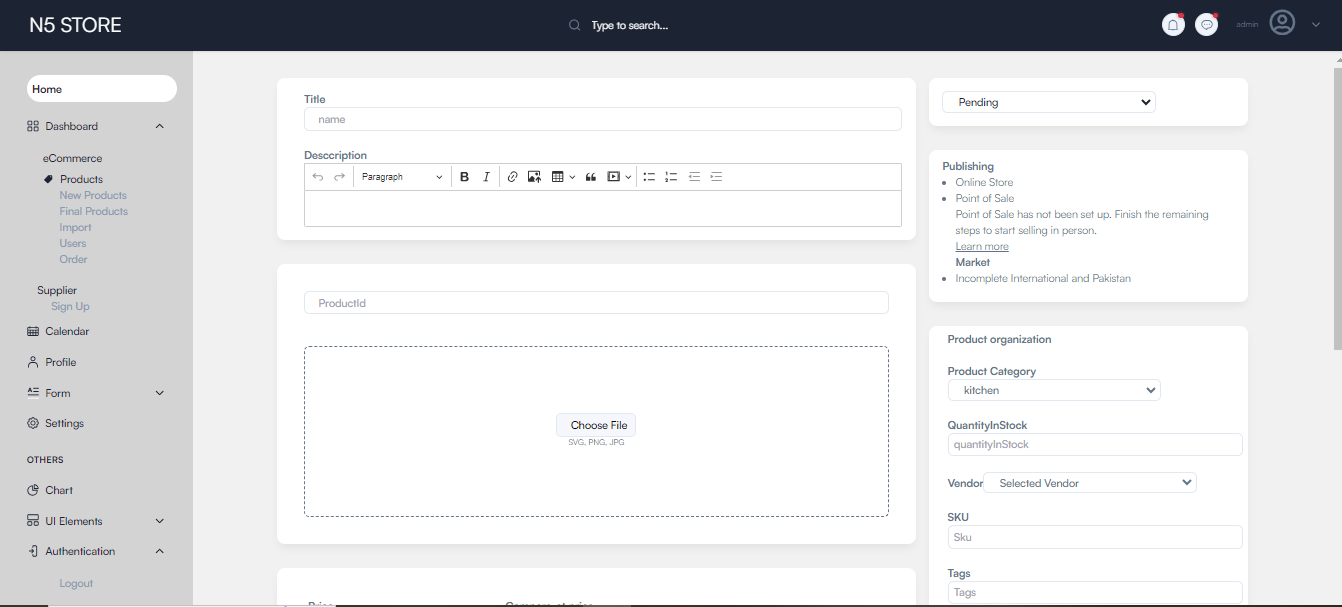 N5 STORE
Type to search...
admin
Home
Dashboard
eCommerce
Products
New Products
Final Products
Import
Users
Order
Supplier
Sign Up
Calendar
Profile
Form
Settings
OTHERS
Chart
UI Elements
Authentication
Logout
Title
name
Desccription
Paragraph
B
I
ProductId
Choose File
SVG, PNG, JPG
Price
Compare at price
Pending
Publishing
Online Store
Point of Sale
Point of Sale has not been set up. Finish the remaining
steps to start selling in person.
Learn more
Market
Incomplete International and Pakistan
Product organization
Product Category
kitchen
QuantityInStock
quantityInStock
Vendor Selected Vendor
SKU
Sku
Tags
Tags